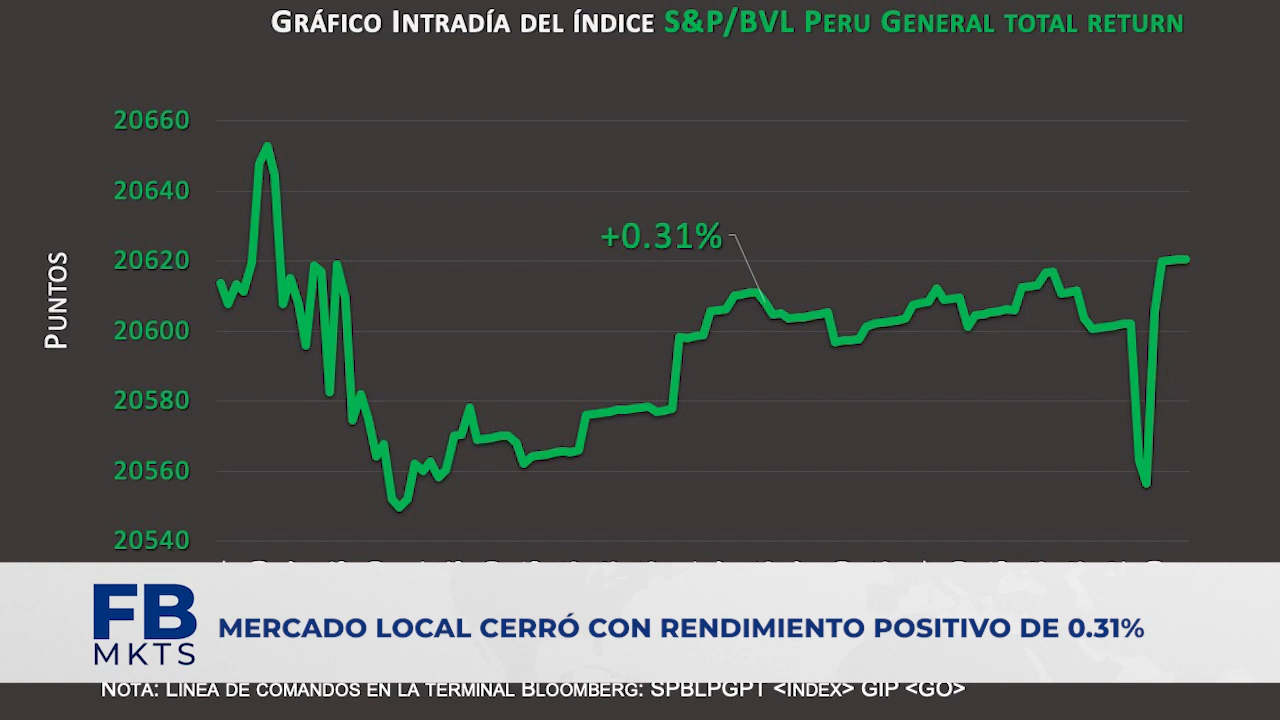 GRÁFICO INTRADÍA DEL ÍNDICE S&P/BVL PERU GENERAL TOTAL RETURN
20660
20640
20620
20600
20580
20560
20540
PUNTOS
+0.31%
FB
MKTS
MERCADO LOCAL CERRÓ CON RENDIMIENTO POSITIVO DE 0.31%
NOTA: LÍNEA DE COMANDOS EN LA TERMINAL BLOOMBERG: SPBLPGPT <INDEX> GIP <GO>